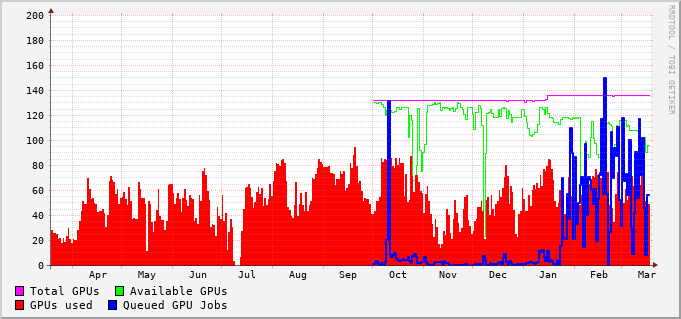 200
180
160
140
120
100
80
60
40
20
0
Apr May Jun Jul Aug Sep Oct Nov Dec Jan Feb Mar
Total GPUs Available GPUs
GPUs used Queued GPU Jobs
RRDTOOL / TOBI OETIKER